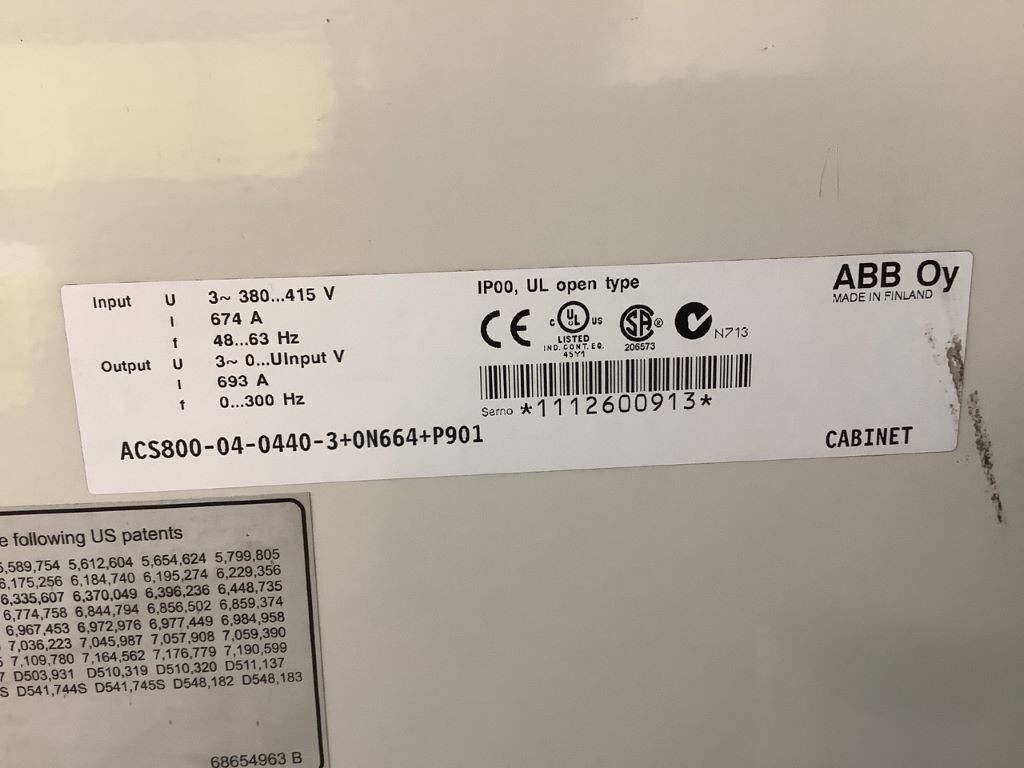 Input U 3~ 380...415 V
I 674 A
f 48...63 Hz
Output U 3~ 0...UInput V
I 693 A
f 0...300 Hz
ACS800-04-0440-3+0N664+P901
IP00, UL open type
CE
C UL US
LISTED
IND. CONT. EQ.
45Y1
SA ®
206573
N713
Serno *1112600913*
ABB Oy
MADE IN FINLAND
CABINET
e following US patents
5,589,754 5,612,604 5,654,624 5,799,805
6,175,256 6,184,740 6,195,274 6,229,356
6,335,607 6,370,049 6,396,236 6,448,735
6,774,758 6,844,794 6,856,502 6,859,374
6,967,453 6,972,976 6,977,449 6,984,958
7,036,223 7,045,987 7,057,908 7,059,390
7,109,780 7,164,562 7,176,779 7,190,599
D503,931 D510,319 D510,320 D511,137
S D541,744S D541,745S D548,182 D548,183
68654963 B